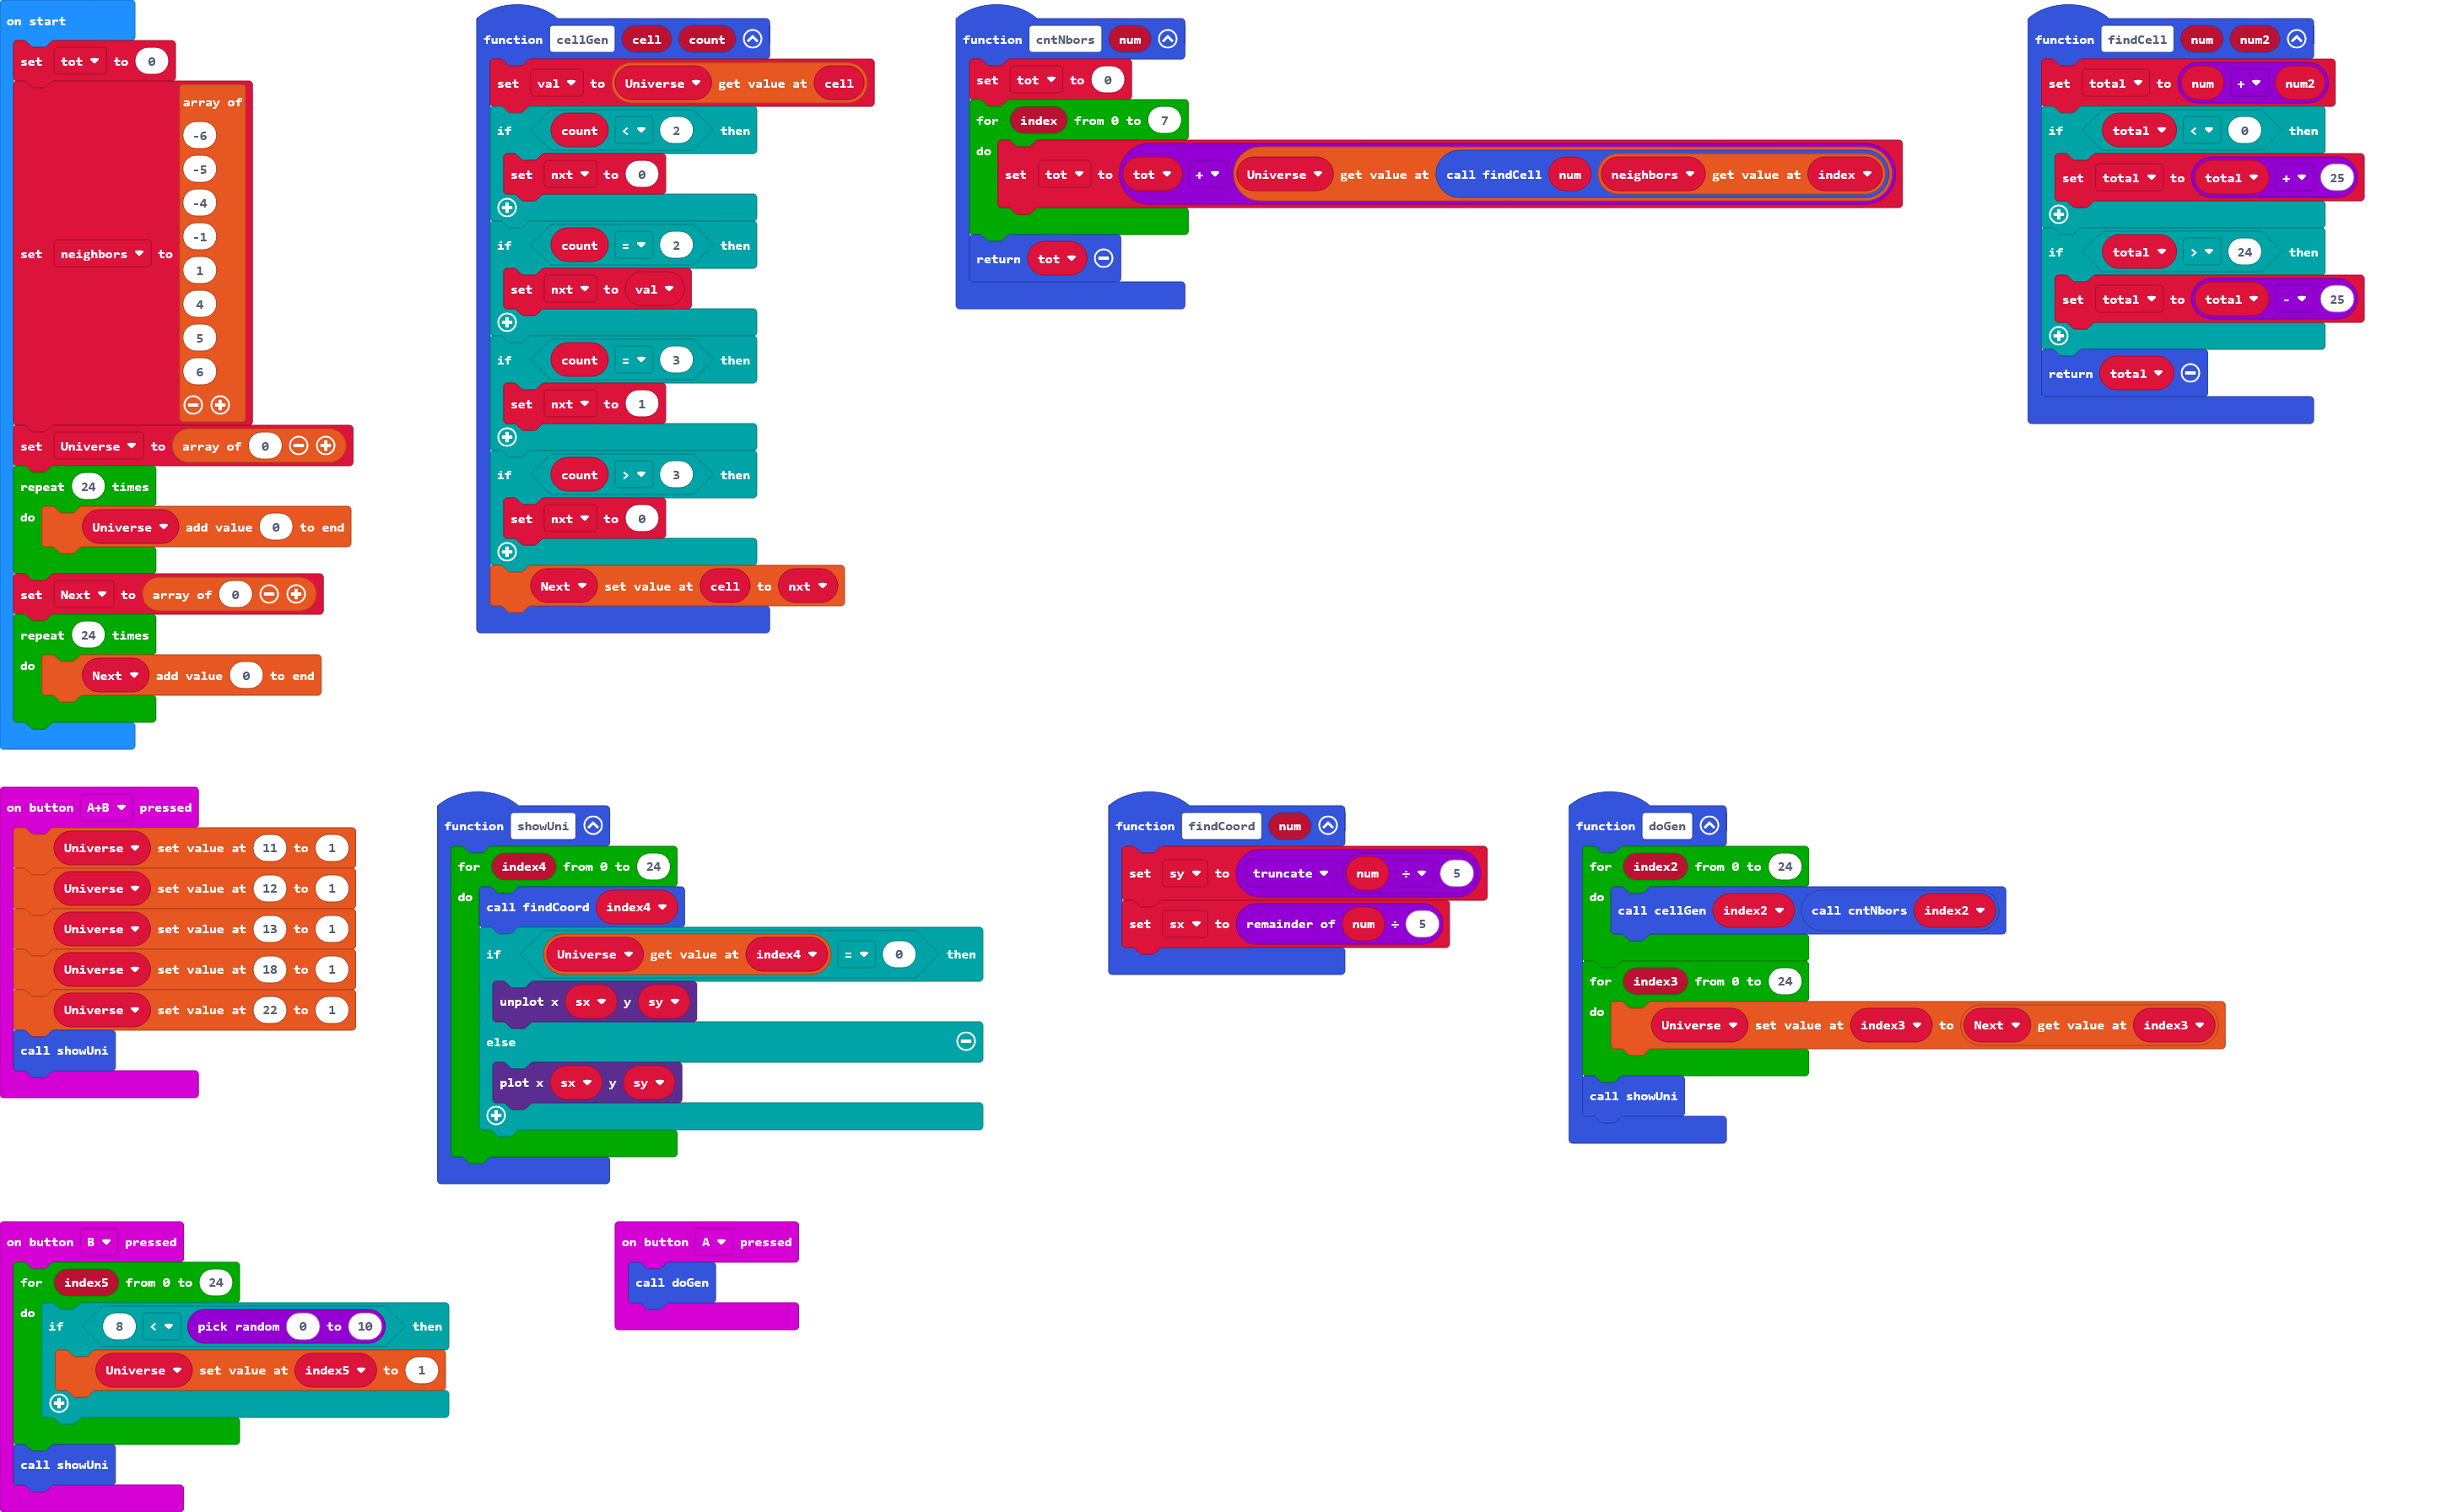 on start
set tot to 0
set neighbors to array of
-6
-5
-4
-1
1
4
5
6
set Universe to array of 0
repeat 24 times
do Universe add value 0 to end
set Next to array of 0
repeat 24 times
do Next add value 0 to end
function cellGen cell count
set val to Universe get value at cell
if count < 2 then
set nxt to 0
if count = 2 then
set nxt to val
if count = 3 then
set nxt to 1
if count > 3 then
set nxt to 0
Next set value at cell to nxt
function cntNbors num
set tot to 0
for index from 0 to 7
do set tot to tot + Universe get value at call findCell num neighbors get value at index
return tot
function findCell num num2
set total to num + num2
if total < 0 then
set total to total + 25
if total > 24 then
set total to total - 25
return total
on button A+B pressed
Universe set value at 11 to 1
Universe set value at 12 to 1
Universe set value at 13 to 1
Universe set value at 18 to 1
Universe set value at 22 to 1
call showUni
function showUni
for index4 from 0 to 24
do call findCoord index4
if Universe get value at index4 = 0 then
unplot x sx y sy
else
plot x sx y sy
function findCoord num
set sy to truncate num ÷ 5
set sx to remainder of num ÷ 5
function doGen
for index2 from 0 to 24
do call cellGen index2 call cntNbors index2
for index3 from 0 to 24
do Universe set value at index3 to Next get value at index3
call showUni
on button B pressed
for index5 from 0 to 24
do if 8 < pick random 0 to 10 then
Universe set value at index5 to 1
call showUni
on button A pressed
call doGen